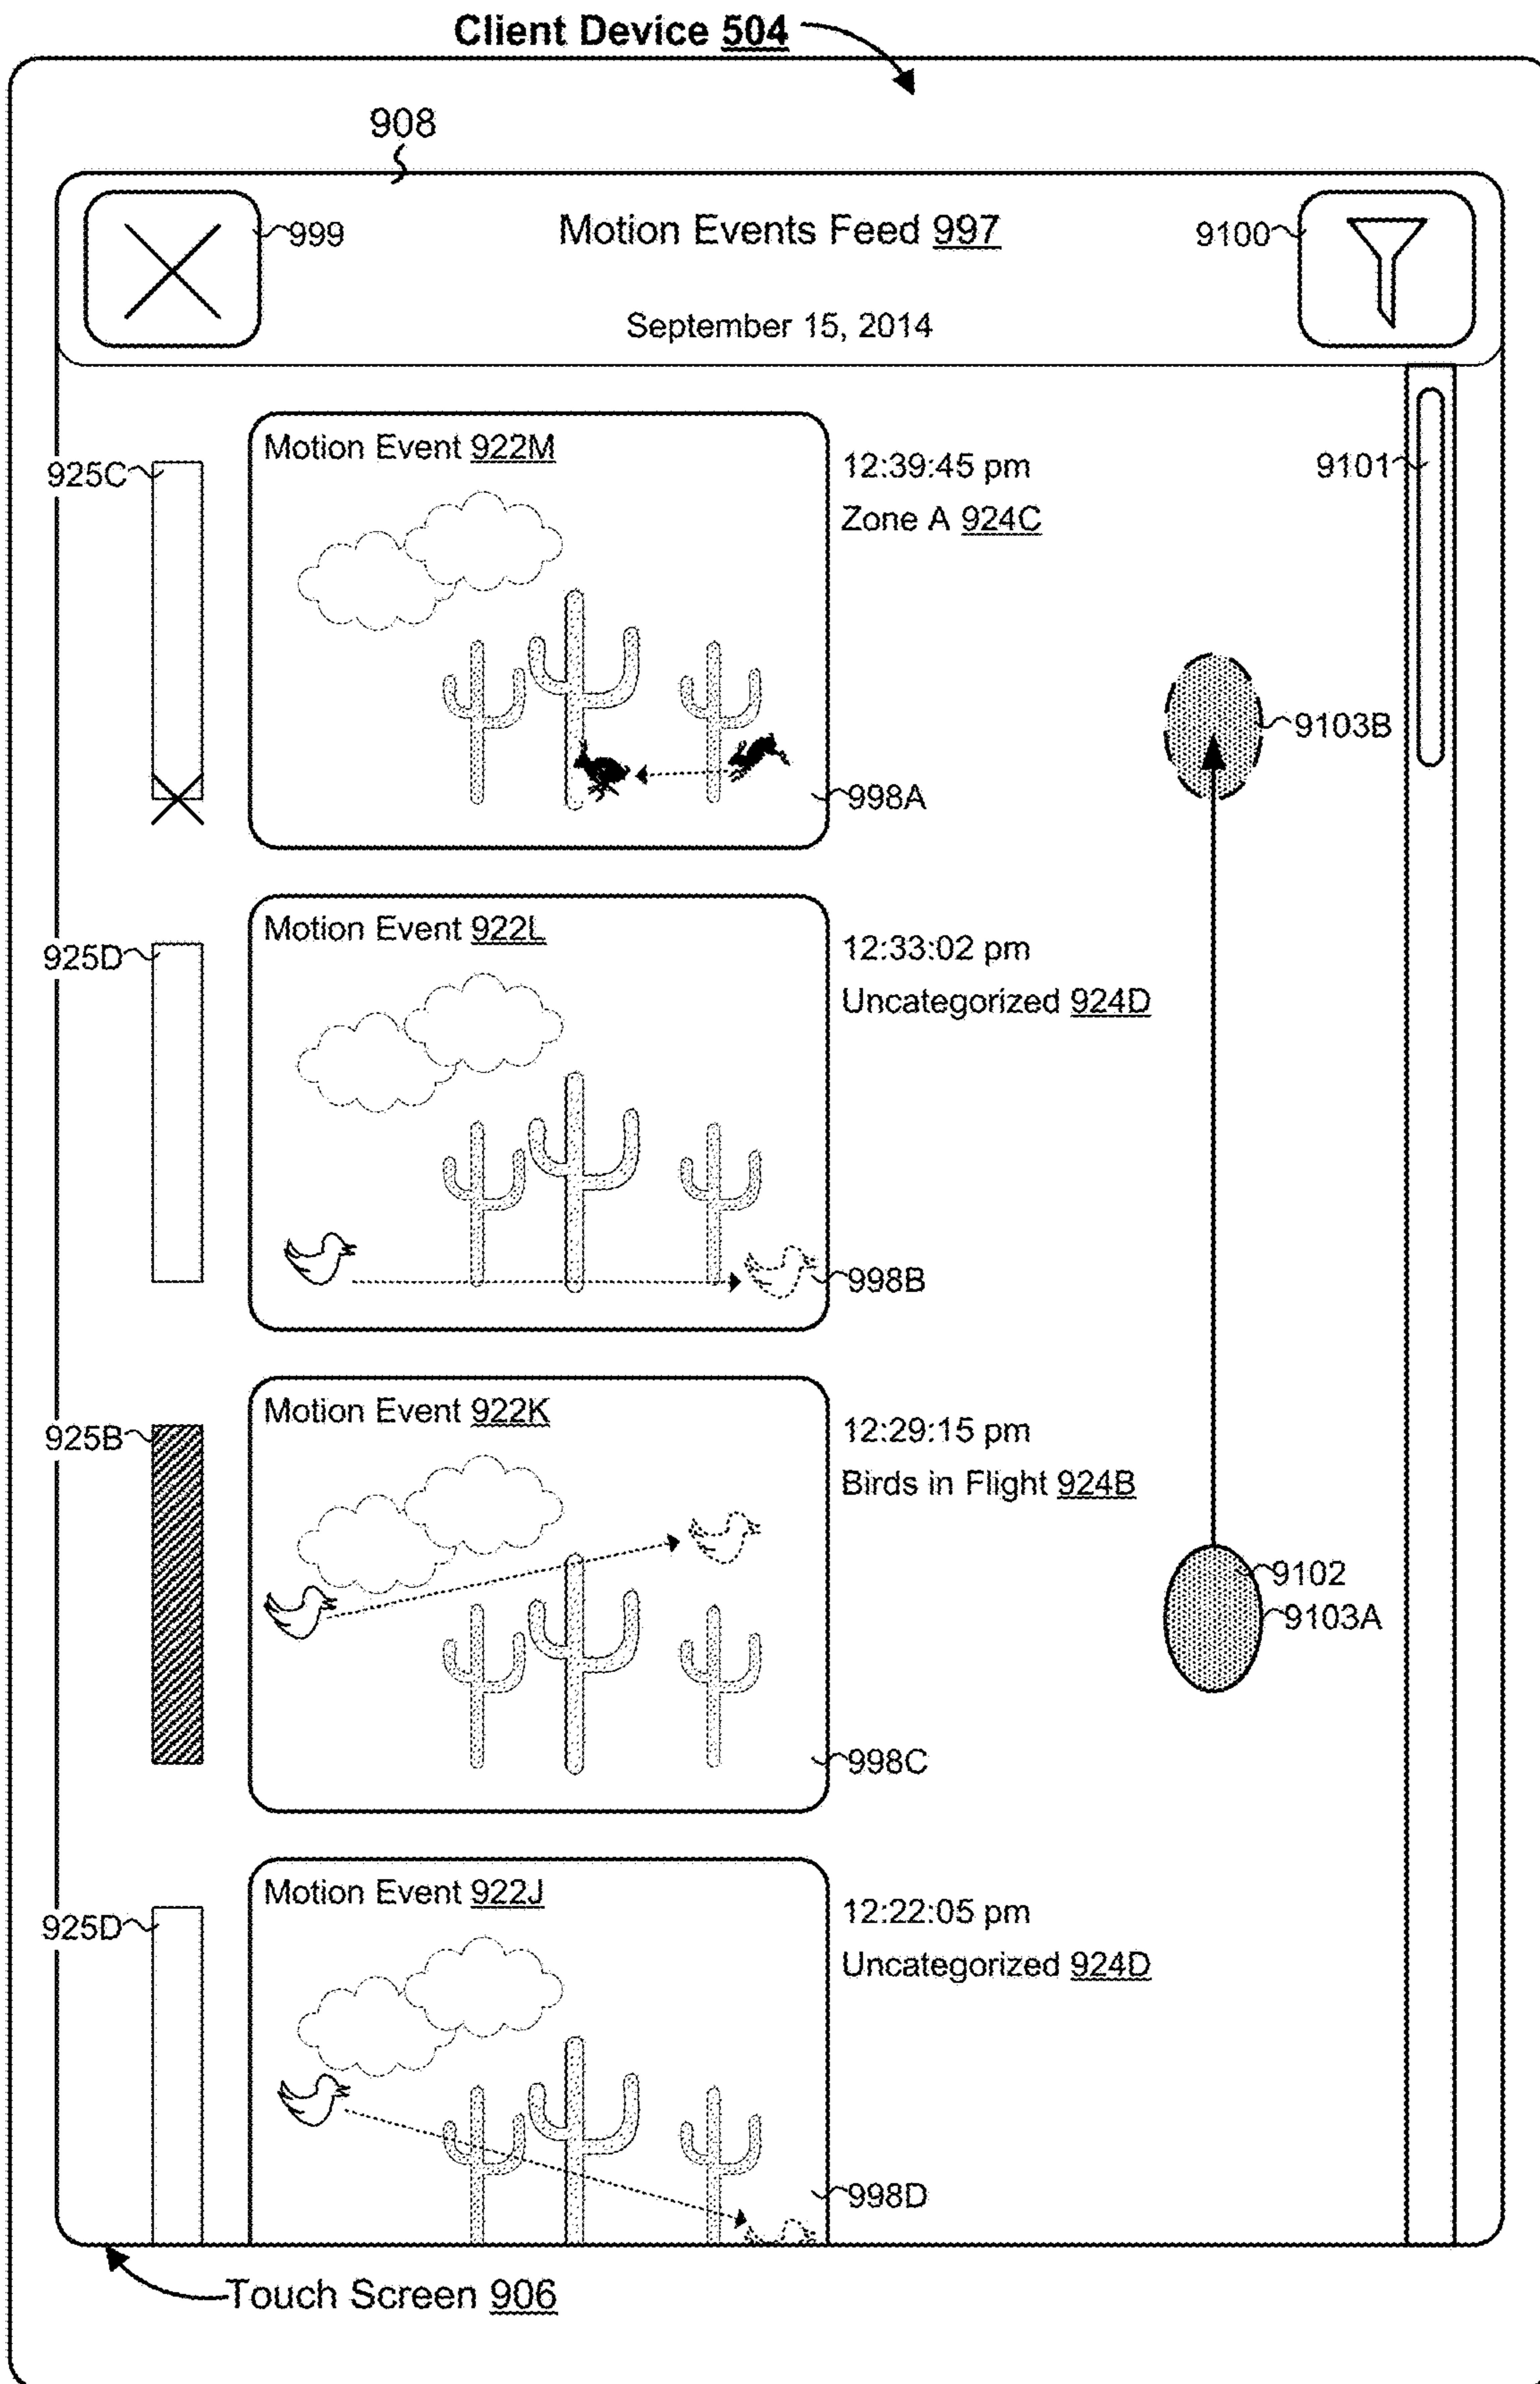 Client Device 504
908
999
Motion Events Feed 997
9100
September 15, 2014
Motion Event 922M
925C
12:39:45 pm
9101
Zone A 924C
9103B
998A
Motion Event 922L
925D
12:33:02 pm
Uncategorized 924D
998B
Motion Event 922K
925B
12:29:15 pm
Birds in Flight 924B
9102
9103A
998C
Motion Event 922J
925D
12:22:05 pm
Uncategorized 924D
998D
Touch Screen 906